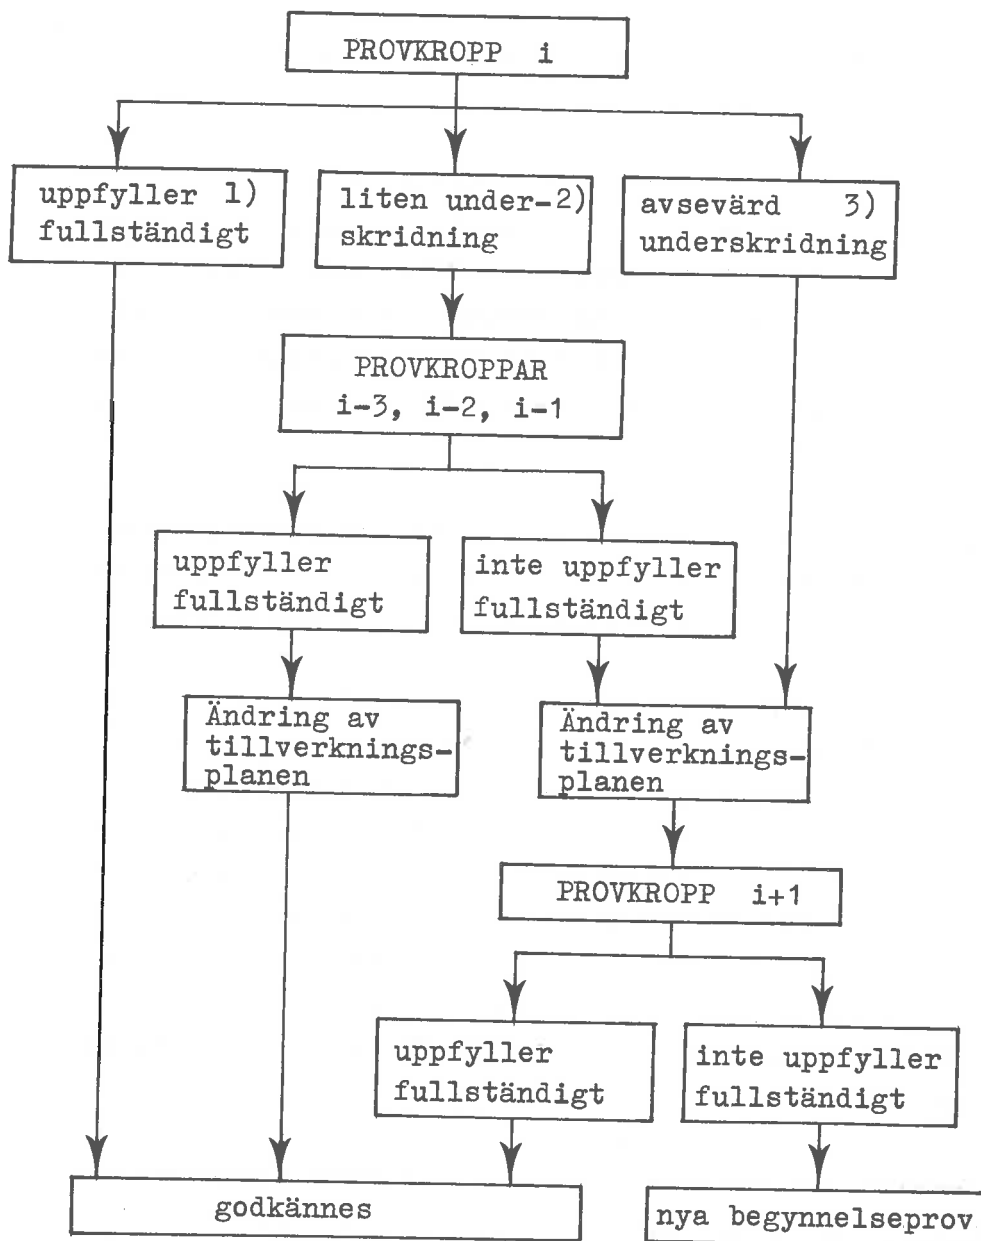 PROVKROPP i
uppfyller 1)
fullständigt
liten under-2)
skridning
avsevärd 3)
underskridning
PROVKROPPAR
i-3, i-2, i-1
uppfyller
fullständigt
inte uppfyller
fullständigt
Ändring av
tillverknings-
planen
Ändring av
tillverknings-
planen
PROVKROPP i+1
uppfyller
fullständigt
inte uppfyller
fullständigt
godkännes
nya begynnelseprov